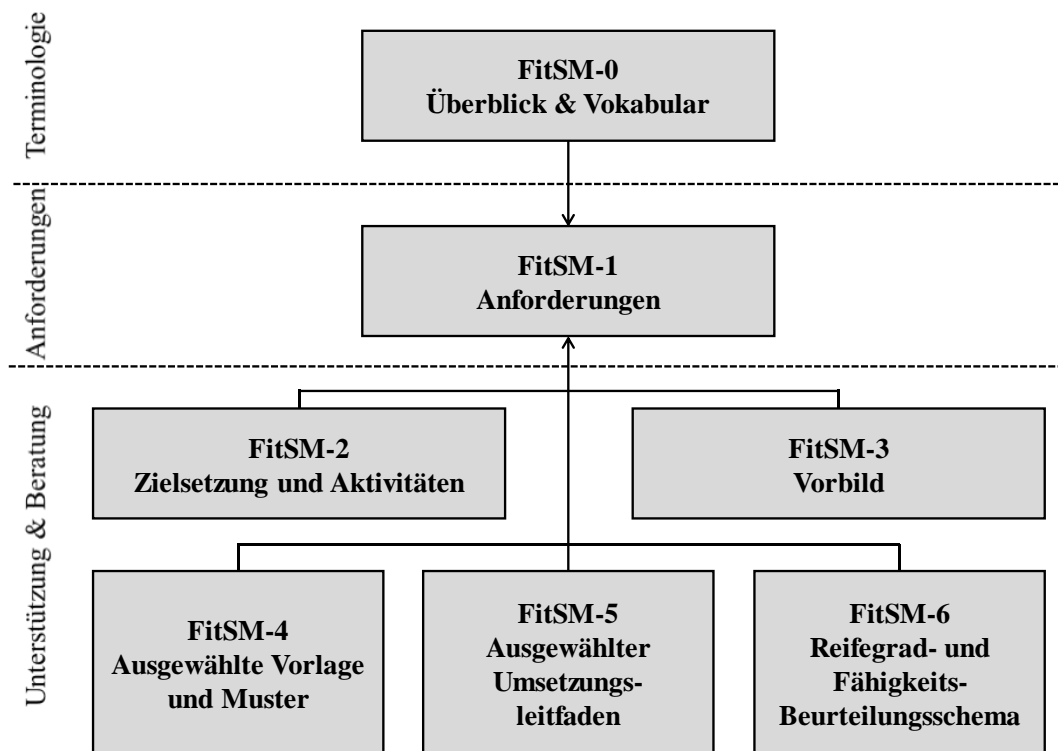 Terminologie
FitSM-0
Überblick & Vokabular
Anforderungen
FitSM-1
Anforderungen
Unterstützung & Beratung
FitSM-2
Zielsetzung und Aktivitäten
FitSM-3
Vorbild
FitSM-4
Ausgewählte Vorlage
und Muster
FitSM-5
Ausgewählter
Umsetzungs-
leitfaden
FitSM-6
Reifegrad- und
Fähigkeits-
Beurteilungsschema